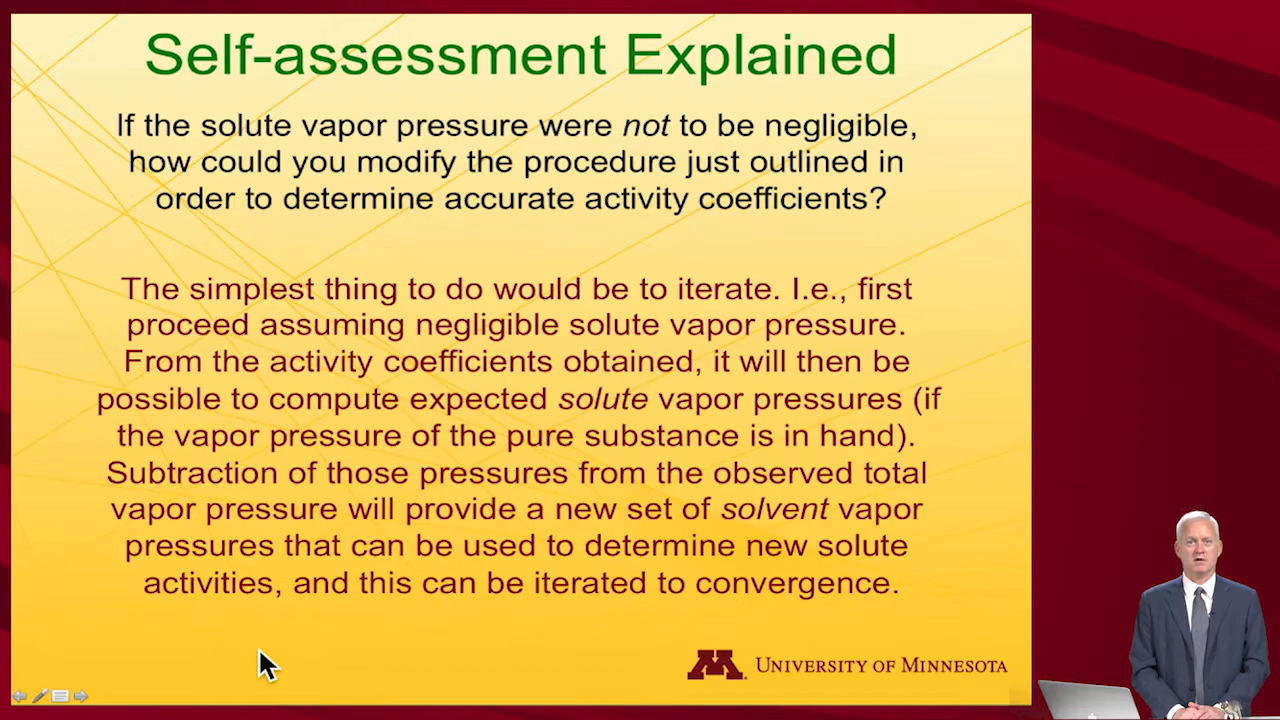 Self-assessment Explained
If the solute vapor pressure were not to be negligible,
how could you modify the procedure just outlined in
order to determine accurate activity coefficients?
The simplest thing to do would be to iterate. I.e., first
proceed assuming negligible solute vapor pressure.
From the activity coefficients obtained, it will then be
possible to compute expected solute vapor pressures (if
the vapor pressure of the pure substance is in hand).
Subtraction of those pressures from the observed total
vapor pressure will provide a new set of solvent vapor
pressures that can be used to determine new solute
activities, and this can be iterated to convergence.
M UNIVERSITY OF MINNESOTA